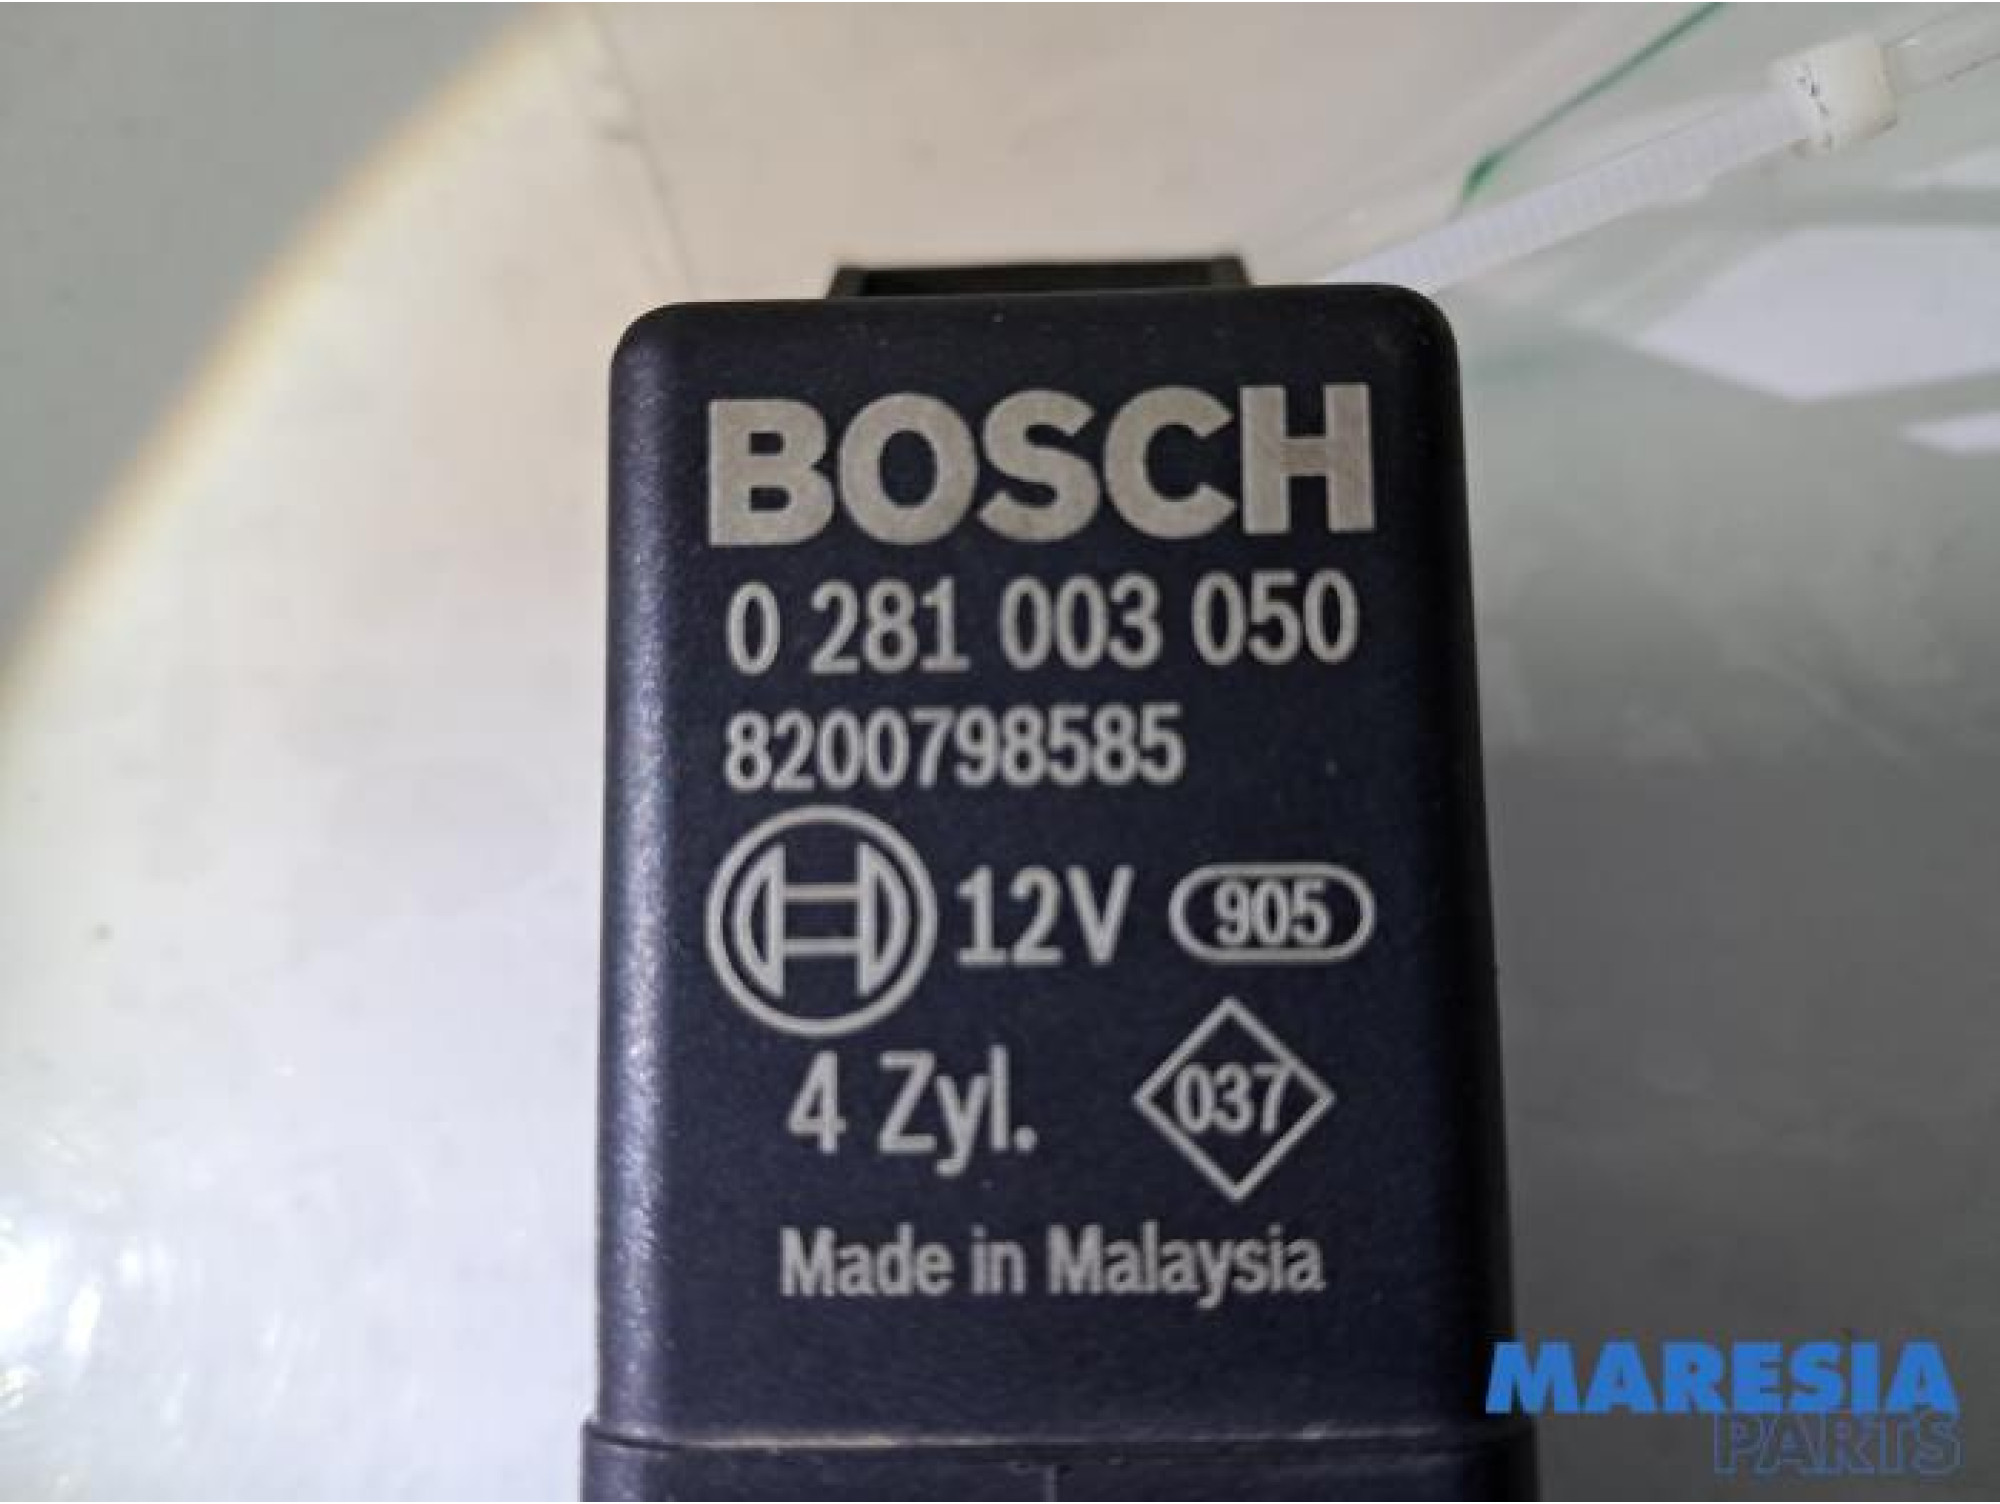 BOSCH
0 281 003 050
8200798585
12V 905
4 Zyl. 037
Made in Malaysia
MARESIA
PARTS